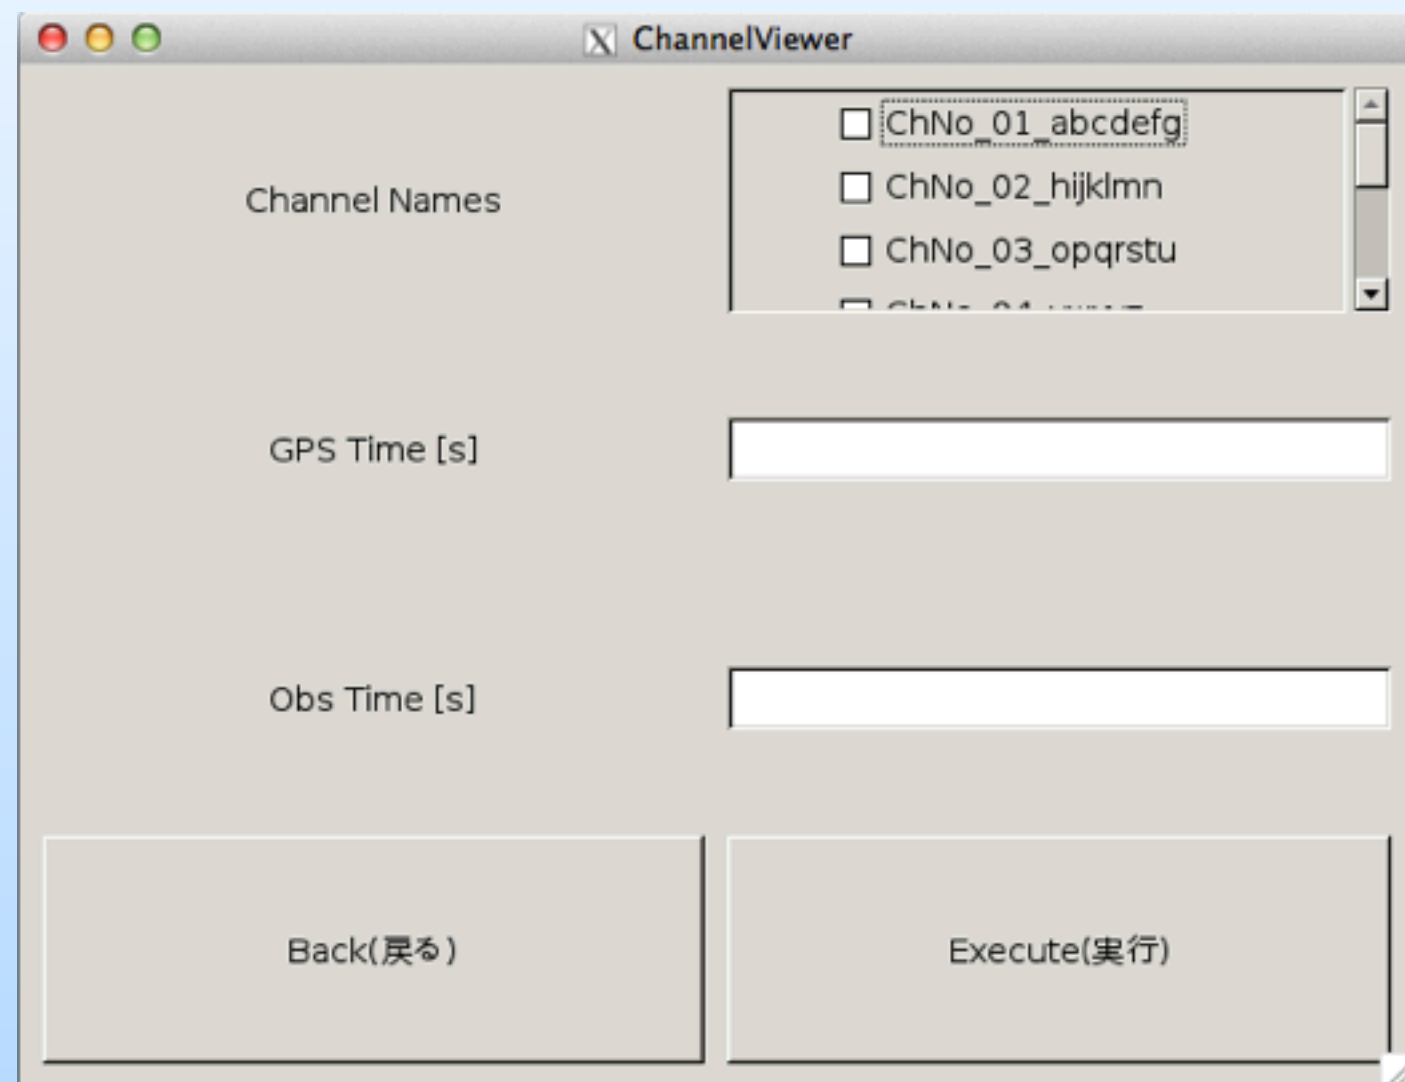 ChannelViewer
Channel Names
ChNo_01_abcdefg
ChNo_02_hijklmn
ChNo_03_opqrstu
GPS Time [s]
Obs Time [s]
Back(戻る)
Execute(実行)